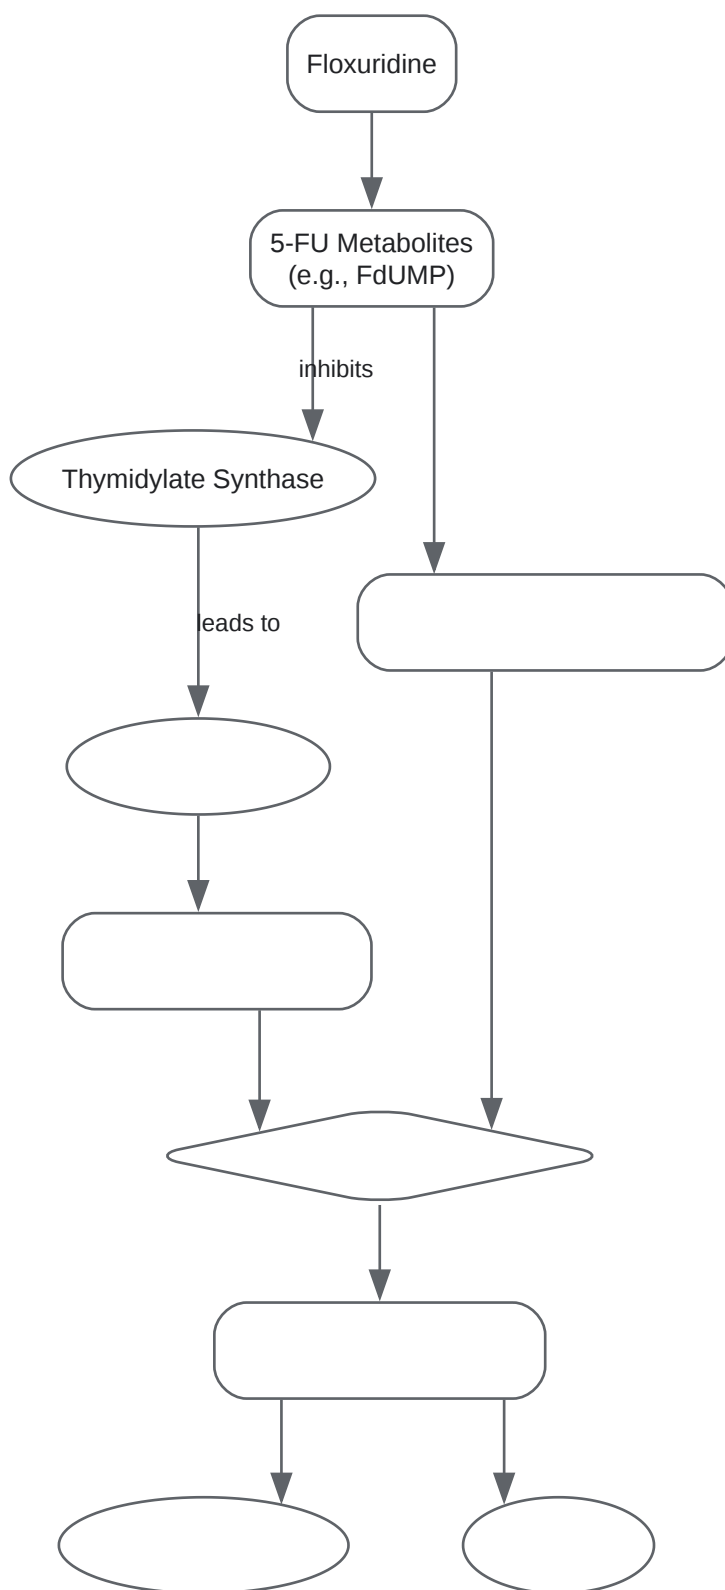 Floxuridine
5-FU Metabolites
(e.g., FdUMP)
inhibits
Thymidylate Synthase
leads to